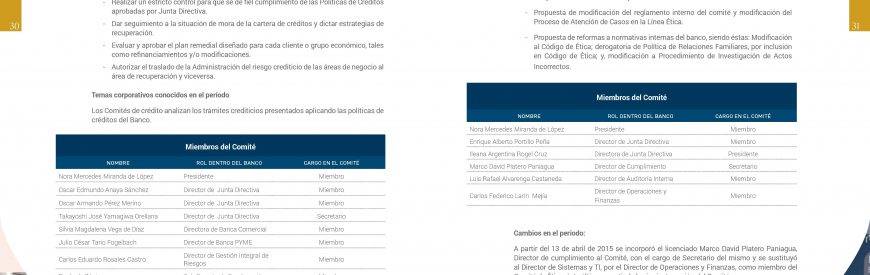 30
- Realizar un estricto control para que se de fiel cumplimiento de las Políticas de Créditos
aprobadas por Junta Directiva.
- Dar seguimiento a la situación de mora de la cartera de créditos y dictar estrategias de
recuperación.
- Evaluar y aprobar el plan remedial diseñado para cada cliente o grupo económico, tales
como refinanciamientos y/o modificaciones.
- Autorizar el traslado de la Administración del riesgo crediticio de las áreas de negocio al
área de recuperación y viceversa.
Temas corporativos conocidos en el período
Los Comités de crédito analizan los trámites crediticios presentados aplicando las políticas de
créditos del Banco.
Miembros del Comité
NOMBRE ROL DENTRO DEL BANCO CARGO EN EL COMITÉ
Nora Mercedes Miranda de López Presidente Miembro
Oscar Edmundo Anaya Sánchez Director de Junta Directiva Miembro
Oscar Armando Pérez Merino Director de Junta Directiva Miembro
Takayoshi José Yamagiwa Orellana Director de Junta Directiva Secretario
Silvia Magdalena Vega de Díaz Directora de Banca Comercial Miembro
Julio César Taric Fogelbach Director de Banca PYME Miembro
Carlos Eduardo Rosales Castro Director de Gestión Integral de
Riesgos Miembro
31
- Propuesta de modificación del reglamento interno del comité y modificación del
Proceso de Atención de Casos en la Línea Ética.
- Propuesta de reformas a normativas internas del banco, siendo éstas: Modificación
al Código de Ética; derogatoria de Política de Relaciones Familiares, por inclusión
en Código de Ética; y, modificación a Procedimiento de Investigación de Actos
Incorrectos.
Miembros del Comité
NOMBRE ROL DENTRO DEL BANCO CARGO EN EL COMITÉ
Nora Mercedes Miranda de López Presidente Miembro
Enrique Alberto Portillo Peña Director de Junta Directiva Miembro
Ileana Argentina Rogel Cruz Directora de Junta Directiva Presidente
Marco David Platero Paniagua Director de Cumplimiento Secretario
Luis Rafael Alvarenga Castaneda Director de Auditoría Interna Miembro
Carlos Federico Larin Mejía Director de Operaciones y
Finanzas Miembro
Cambios en el período:
A partir del 13 de abril de 2015 se incorporó el licenciado Marco David Platero Paniagua,
Director de cumplimiento al Comité, con el cargo de Secretario del mismo y se sustituyó
al Director de Sistemas y TI, por el Director de Operaciones y Finanzas, como miembro del